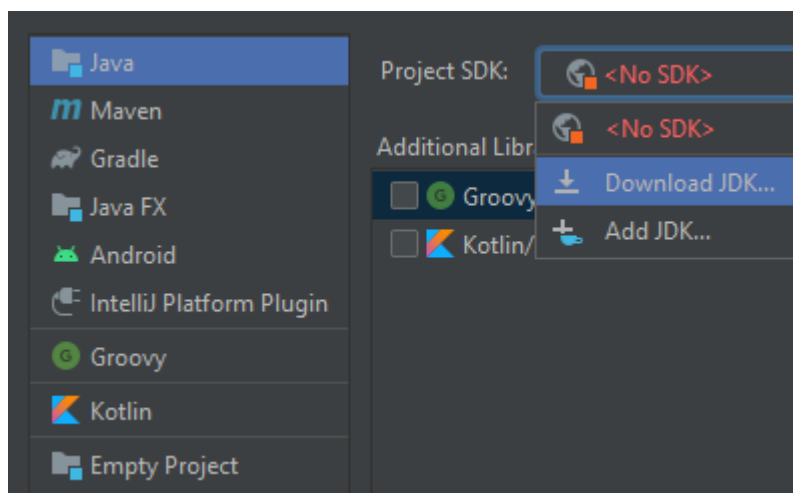 Java
Maven
Gradle
Java FX
Android
IntelliJ Platform Plugin
Groovy
Kotlin
Empty Project
Project SDK:
<No SDK>
<No SDK>
Download JDK...
Add JDK...
Additional Libr
Groovy
Kotlin/